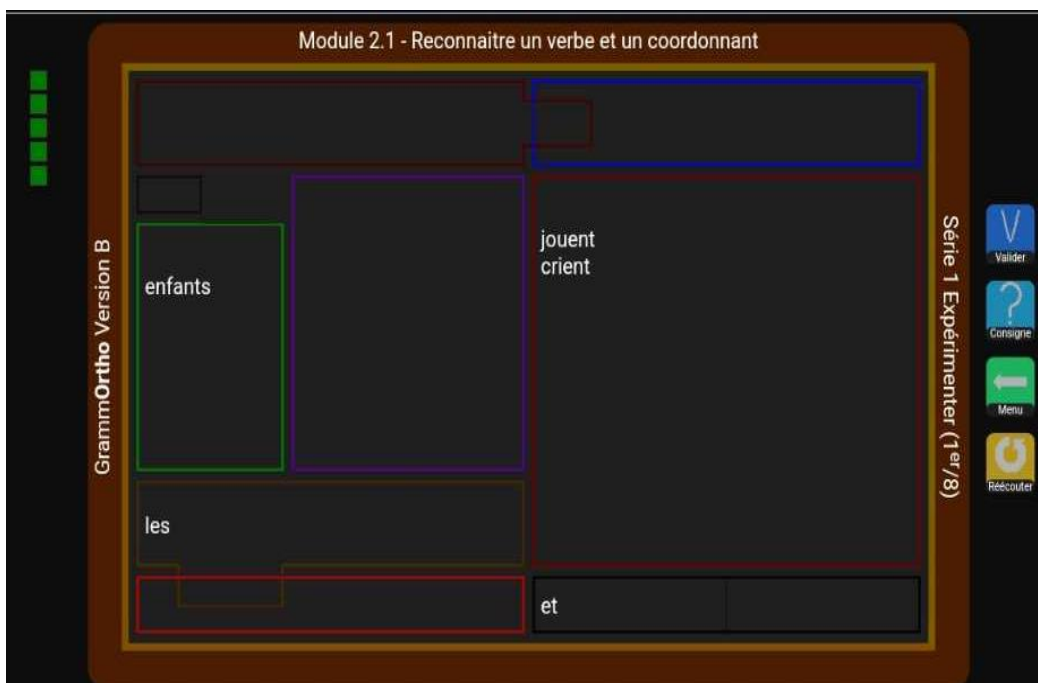 Module 2.1 - Reconnaitre un verbe et un coordonnant
GrammOrtho Version B
enfants
les
jouent
crient
et
Série 1 Expérimenter (1er/8)
V
Valider
?
Consigne
Menu
Réécouter